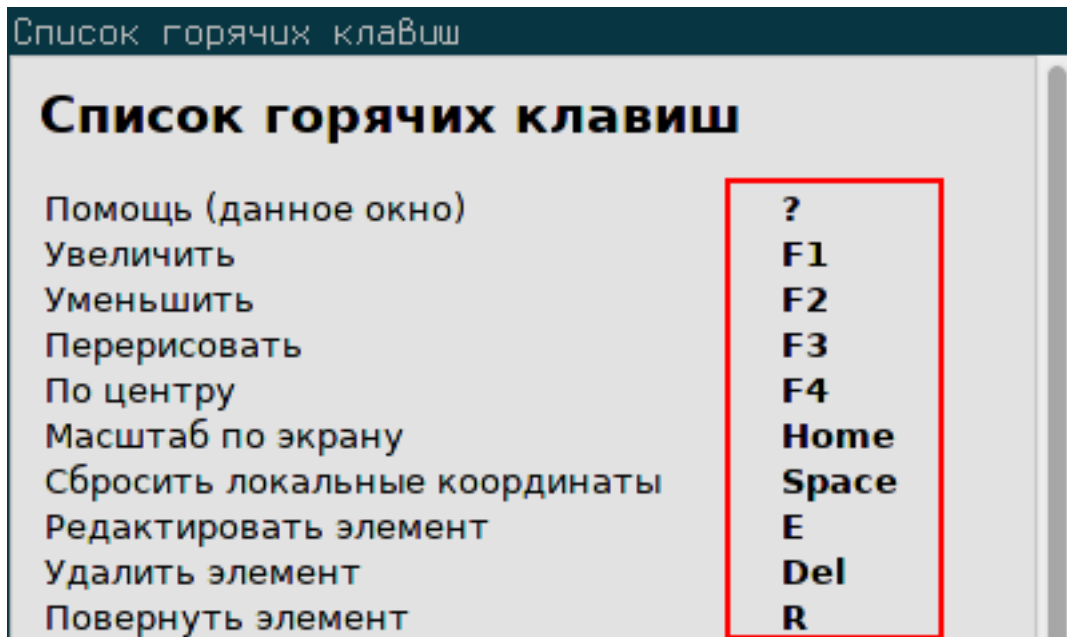 Список горячих клавиш
Список горячих клавиш
Помощь (данное окно) ?
Увеличить F1
Уменьшить F2
Перерисовать F3
По центру F4
Масштаб по экрану Home
Сбросить локальные координаты Space
Редактировать элемент E
Удалить элемент Del
Повернуть элемент R